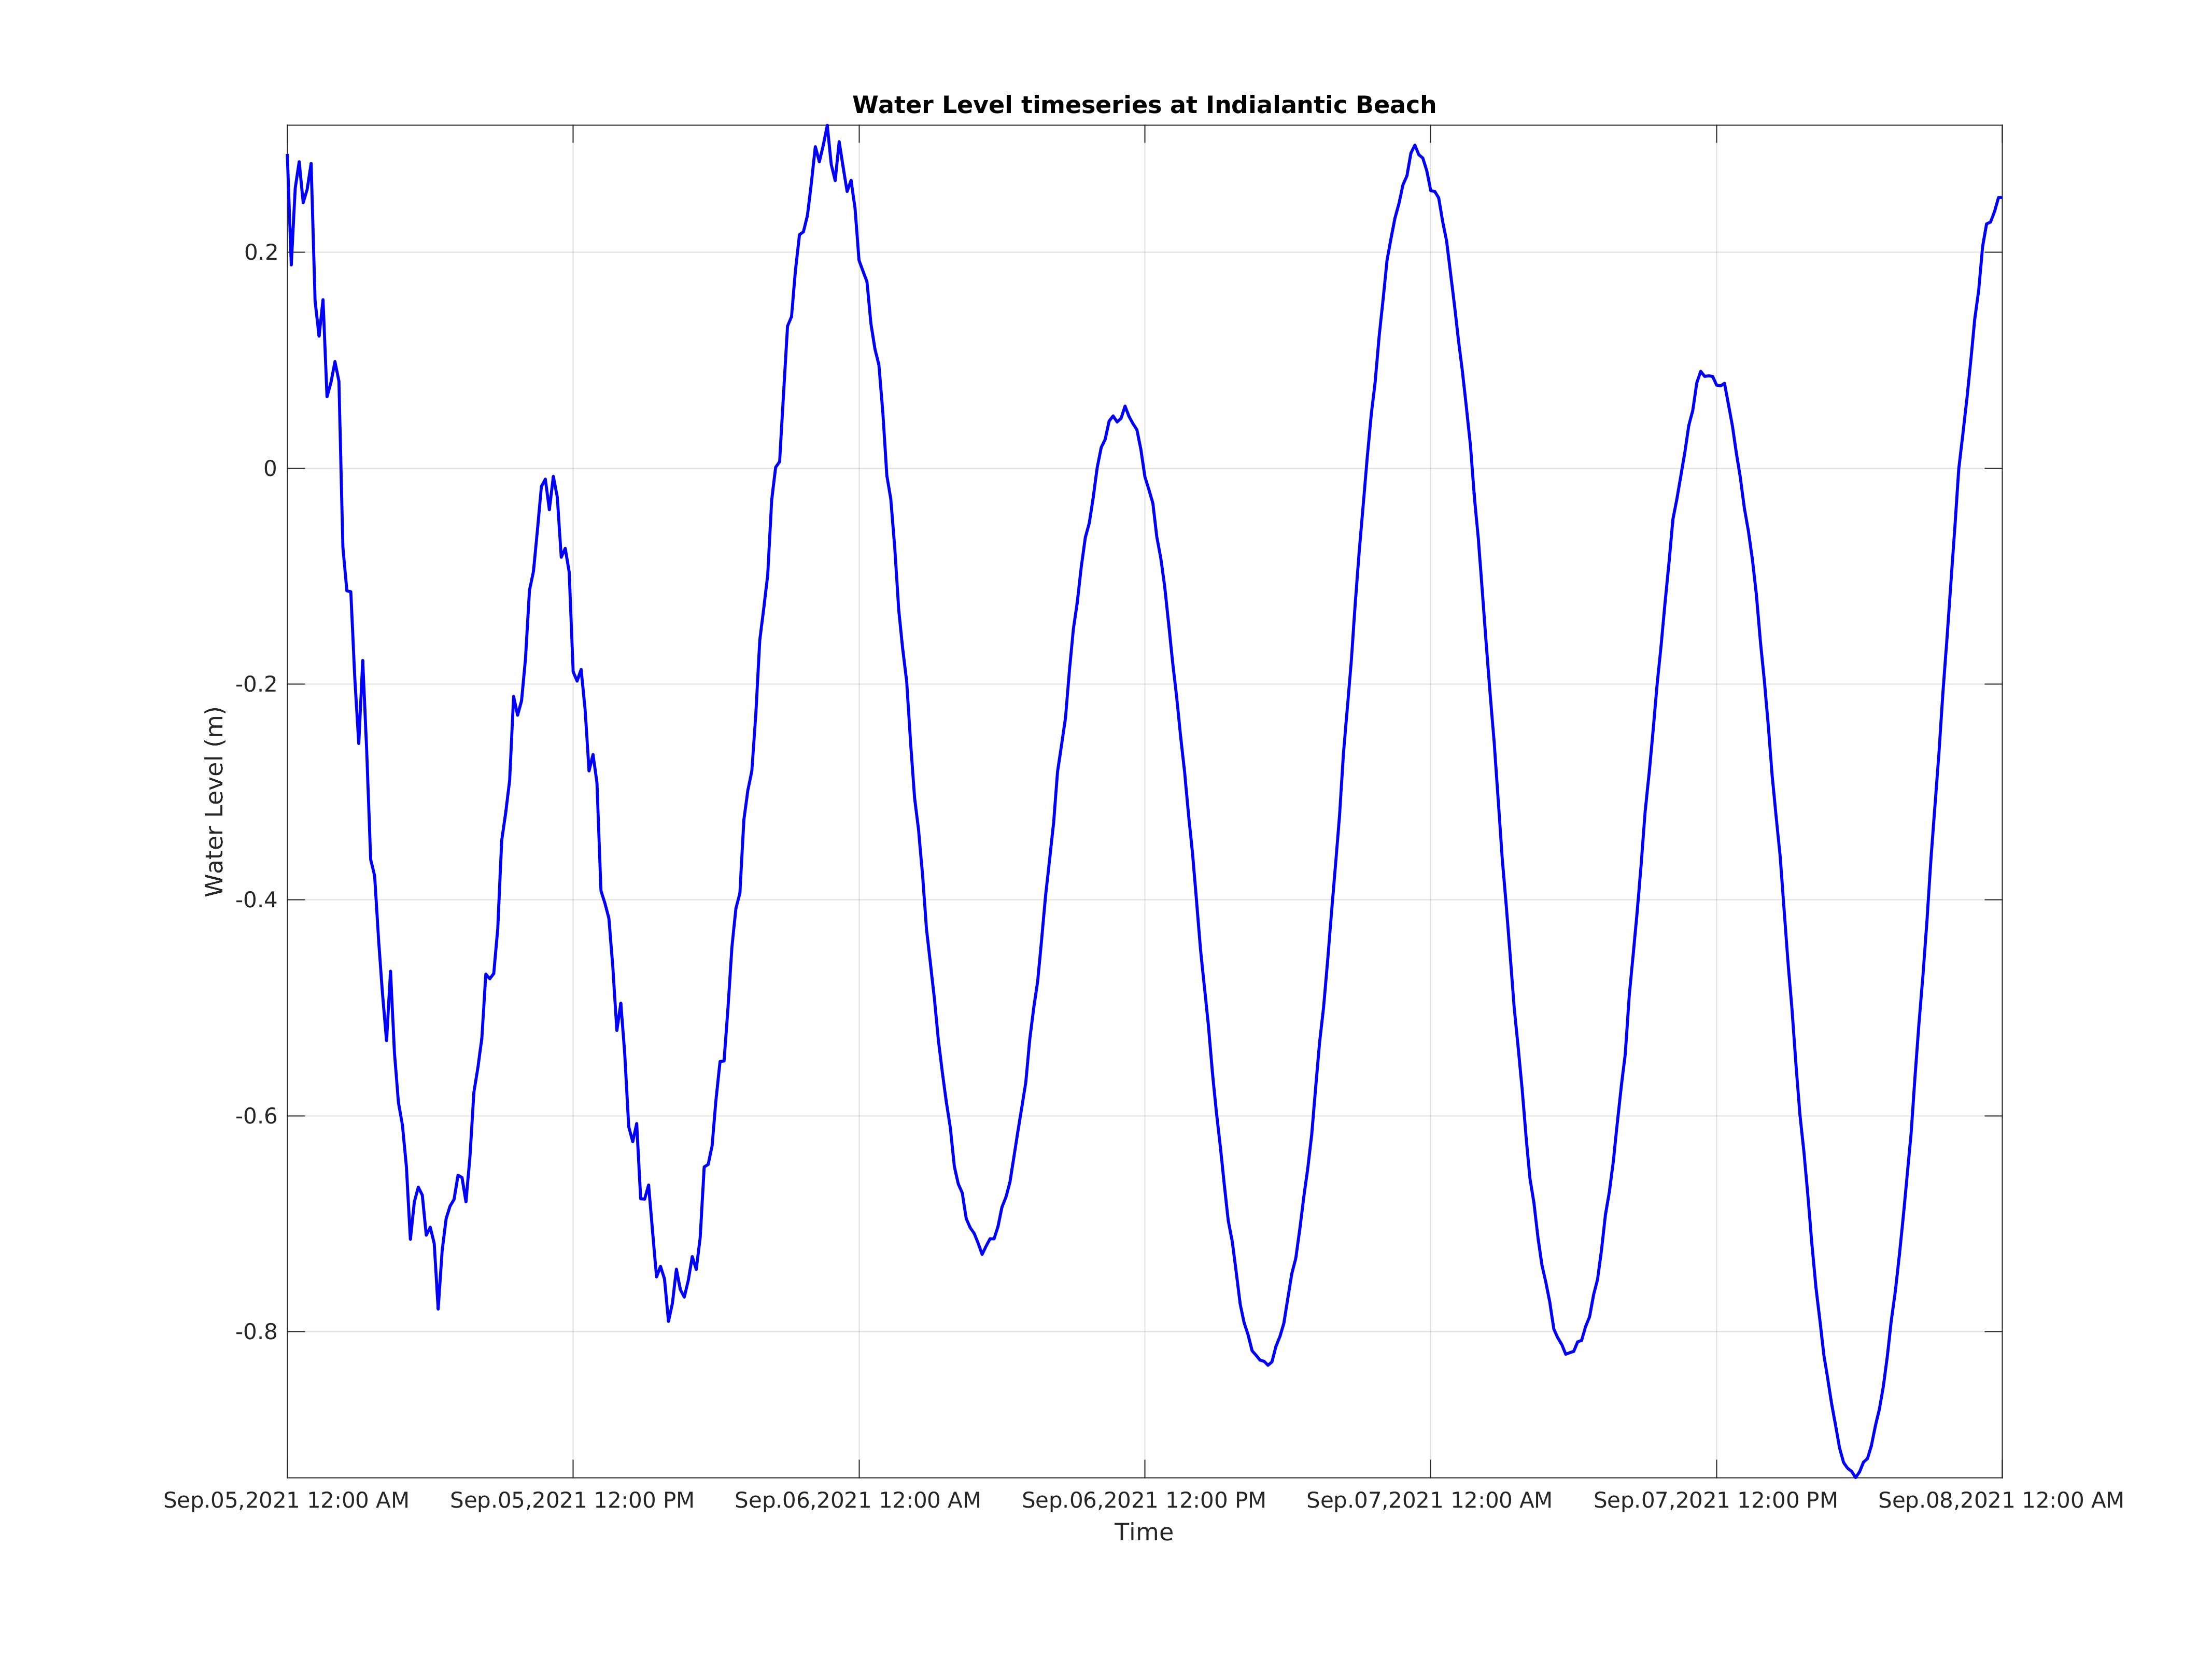 Water Level timeseries at Indialantic Beach
0.2
0
-0.2
-0.4
-0.6
-0.8
Water Level (m)
Sep.05,2021 12:00 AM Sep.05,2021 12:00 PM Sep.06,2021 12:00 AM Sep.06,2021 12:00 PM Sep.07,2021 12:00 AM Sep.07,2021 12:00 PM Sep.08,2021 12:00 AM
Time